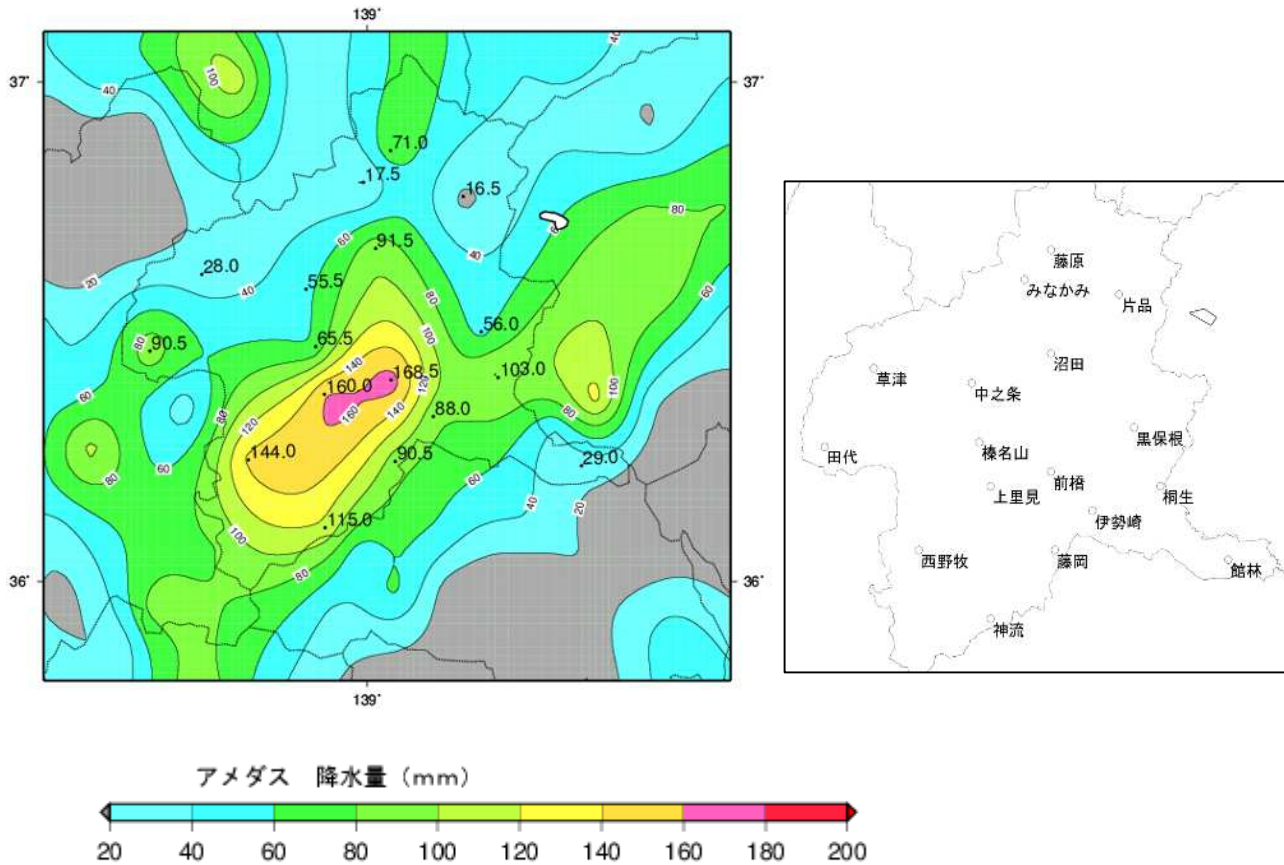 139°
37°
37°
100
40
40
71.0
17.5
16.5
80
60
91.5
40
28.0
55.5
20
40
80
60
56.0
90.5
80
65.5
100
140
168.5
103.0
120
160.0
100
60
80
160
140
88.0
80
120
144.0
90.5
29.0
80
60
60
40
20
100
115.0
80
36°
36°
139°
藤原
みなかみ
片品
沼田
草津
中之条
黒保根
田代
榛名山
前橋
上里見
桐生
伊勢崎
西野牧
藤岡
館林
神流
アメダス 降水量 (mm)
20 40 60 80 100 120 140 160 180 200